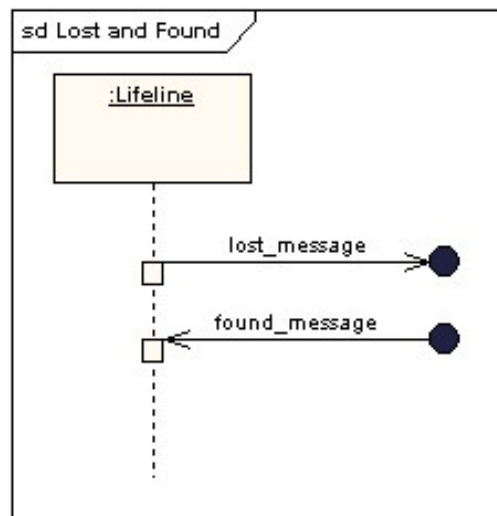 sd Lost and Found
:Lifeline
lost_message
found_message